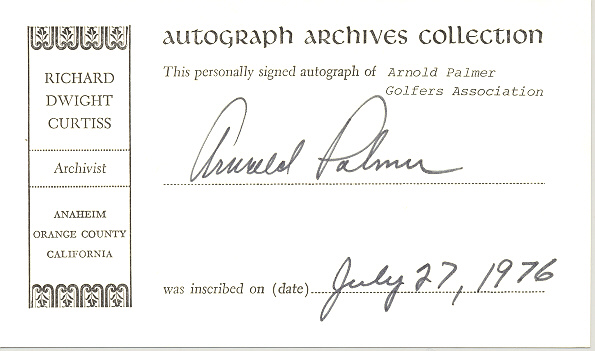 RICHARD
DWIGHT
CURTISS
Archivist
ANAHEIM
ORANGE COUNTY
CALIFORNIA
AUTOGRAPH ARCHIVES COLLECTION
This personally signed autograph of Arnold Palmer
Golfers Association
Arnold Palmer
was inscribed on (date) July 27, 1976